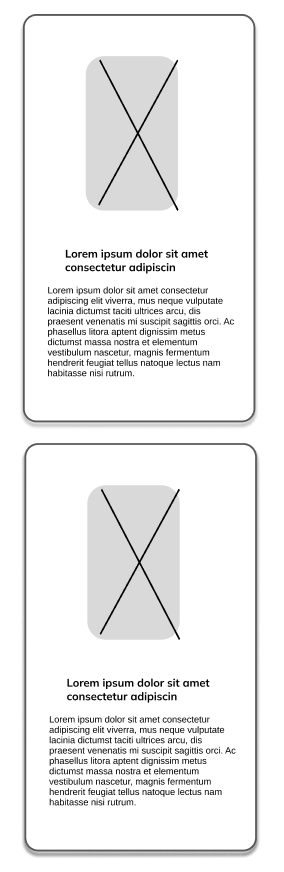 Lorem ipsum dolor sit amet
consectetur adipiscin
Lorem ipsum dolor sit amet consectetur
adipiscing elit viverra, mus neque vulputate
lacinia dictumst taciti ultrices arcu, dis
praesent venenatis mi suscipit sagittis orci. Ac
phasellus litora aptent dignissim metus
dictumst massa nostra et elementum
vestibulum nascetur, magnis fermentum
hendrerit feugiat tellus natoque lectus nam
habitasse nisi rutrum.
Lorem ipsum dolor sit amet
consectetur adipiscin
Lorem ipsum dolor sit amet consectetur
adipiscing elit viverra, mus neque vulputate
lacinia dictumst taciti ultrices arcu, dis
praesent venenatis mi suscipit sagittis orci. Ac
phasellus litora aptent dignissim metus
dictumst massa nostra et elementum
vestibulum nascetur, magnis fermentum
hendrerit feugiat tellus natoque lectus nam
habitasse nisi rutrum.